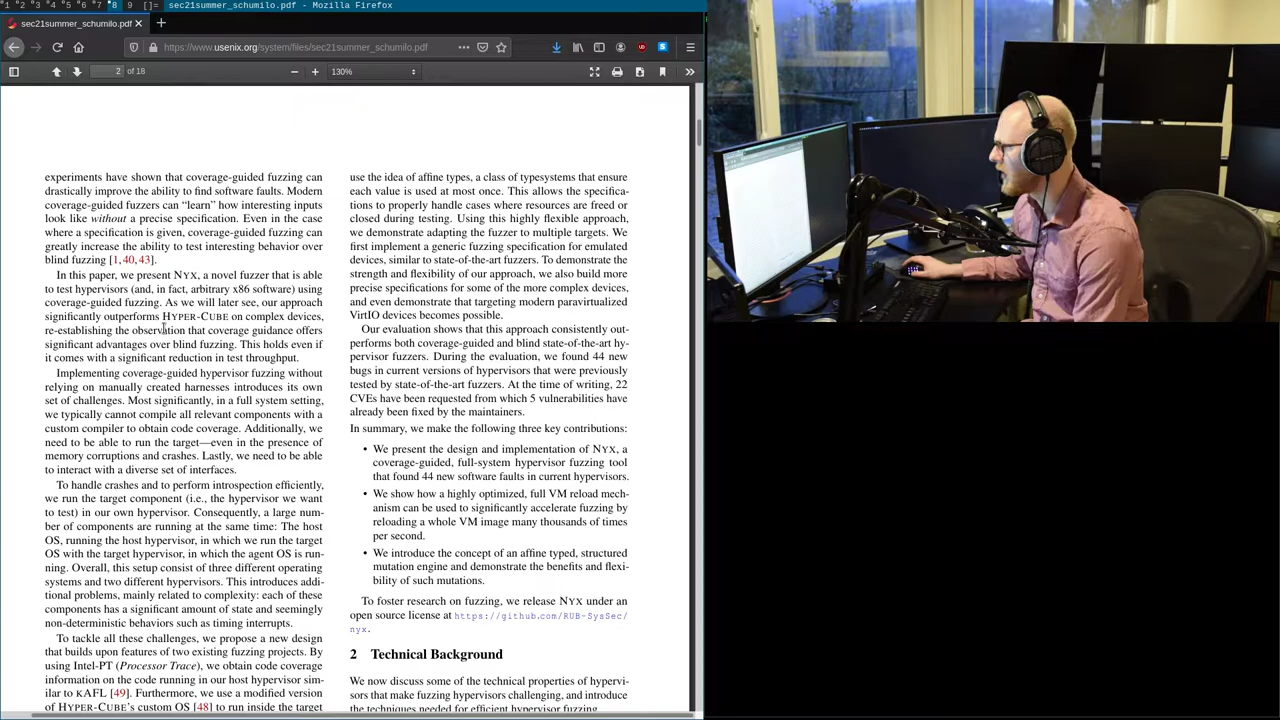 1 2 3 4 5 6 7 8 9 []= sec21summer_schumilo.pdf - Mozilla Firefox
sec21summer_schumilo.pdf
https://www.usenix.org/system/files/sec21summer_schumilo.pdf
2 of 18
130%
experiments have shown that coverage-guided fuzzing can
drastically improve the ability to find software faults. Modern
coverage-guided fuzzers can “learn” how interesting inputs
look like without a precise specification. Even in the case
where a specification is given, coverage-guided fuzzing can
greatly increase the ability to test interesting behavior over
blind fuzzing [1,40,43].
In this paper, we present NYX, a novel fuzzer that is able
to test hypervisors (and, in fact, arbitrary x86 software) using
coverage-guided fuzzing. As we will later see, our approach
significantly outperforms HYPER-CUBE on complex devices,
re-establishing the observation that coverage guidance offers
significant advantages over blind fuzzing. This holds even if
it comes with a significant reduction in test throughput.
Implementing coverage-guided hypervisor fuzzing without
relying on manually created harnesses introduces its own
set of challenges. Most significantly, in a full system setting,
we typically cannot compile all relevant components with a
custom compiler to obtain code coverage. Additionally, we
need to be able to run the target—even in the presence of
memory corruptions and crashes. Lastly, we need to be able
to interact with a diverse set of interfaces.
To handle crashes and to perform introspection efficiently,
we run the target component (i.e., the hypervisor we want
to test) in our own hypervisor. Consequently, a large num-
ber of components are running at the same time: The host
OS, running the host hypervisor, in which we run the target
OS with the target hypervisor, in which the agent OS is run-
ning. Overall, this setup consist of three different operating
systems and two different hypervisors. This introduces addi-
tional problems, mainly related to complexity: each of these
components has a significant amount of state and seemingly
non-deterministic behaviors such as timing interrupts.
To tackle all these challenges, we propose a new design
that builds upon features of two existing fuzzing projects. By
using Intel-PT (Processor Trace), we obtain code coverage
information on the code running in our host hypervisor sim-
ilar to KAFL [49]. Furthermore, we use a modified version
of HYPER-CUBE's custom OS [48] to run inside the target
use the idea of affine types, a class of typesystems that ensure
each value is used at most once. This allows the specifica-
tions to properly handle cases where resources are freed or
closed during testing. Using this highly flexible approach,
we demonstrate adapting the fuzzer to multiple targets. We
first implement a generic fuzzing specification for emulated
devices, similar to state-of-the-art fuzzers. To demonstrate the
strength and flexibility of our approach, we also build more
precise specifications for some of the more complex devices,
and even demonstrate that targeting modern paravirtualized
VirtIO devices becomes possible.
Our evaluation shows that this approach consistently out-
performs both coverage-guided and blind state-of-the-art hy-
pervisor fuzzers. During the evaluation, we found 44 new
bugs in current versions of hypervisors that were previously
tested by state-of-the-art fuzzers. At the time of writing, 22
CVEs have been requested from which 5 vulnerabilities have
already been fixed by the maintainers.
In summary, we make the following three key contributions:
• We present the design and implementation of NYX, a
coverage-guided, full-system hypervisor fuzzing tool
that found 44 new software faults in current hypervisors.
• We show how a highly optimized, full VM reload mech-
anism can be used to significantly accelerate fuzzing by
reloading a whole VM image many thousands of times
per second.
• We introduce the concept of an affine typed, structured
mutation engine and demonstrate the benefits and flexi-
bility of such mutations.
To foster research on fuzzing, we release NYX under an
open source license at https://github.com/RUB-SysSec/
nyx.
2 Technical Background
We now discuss some of the technical properties of hypervi-
sors that make fuzzing hypervisors challenging, and introduce
the techniques needed for efficient hypervisor fuzzing.